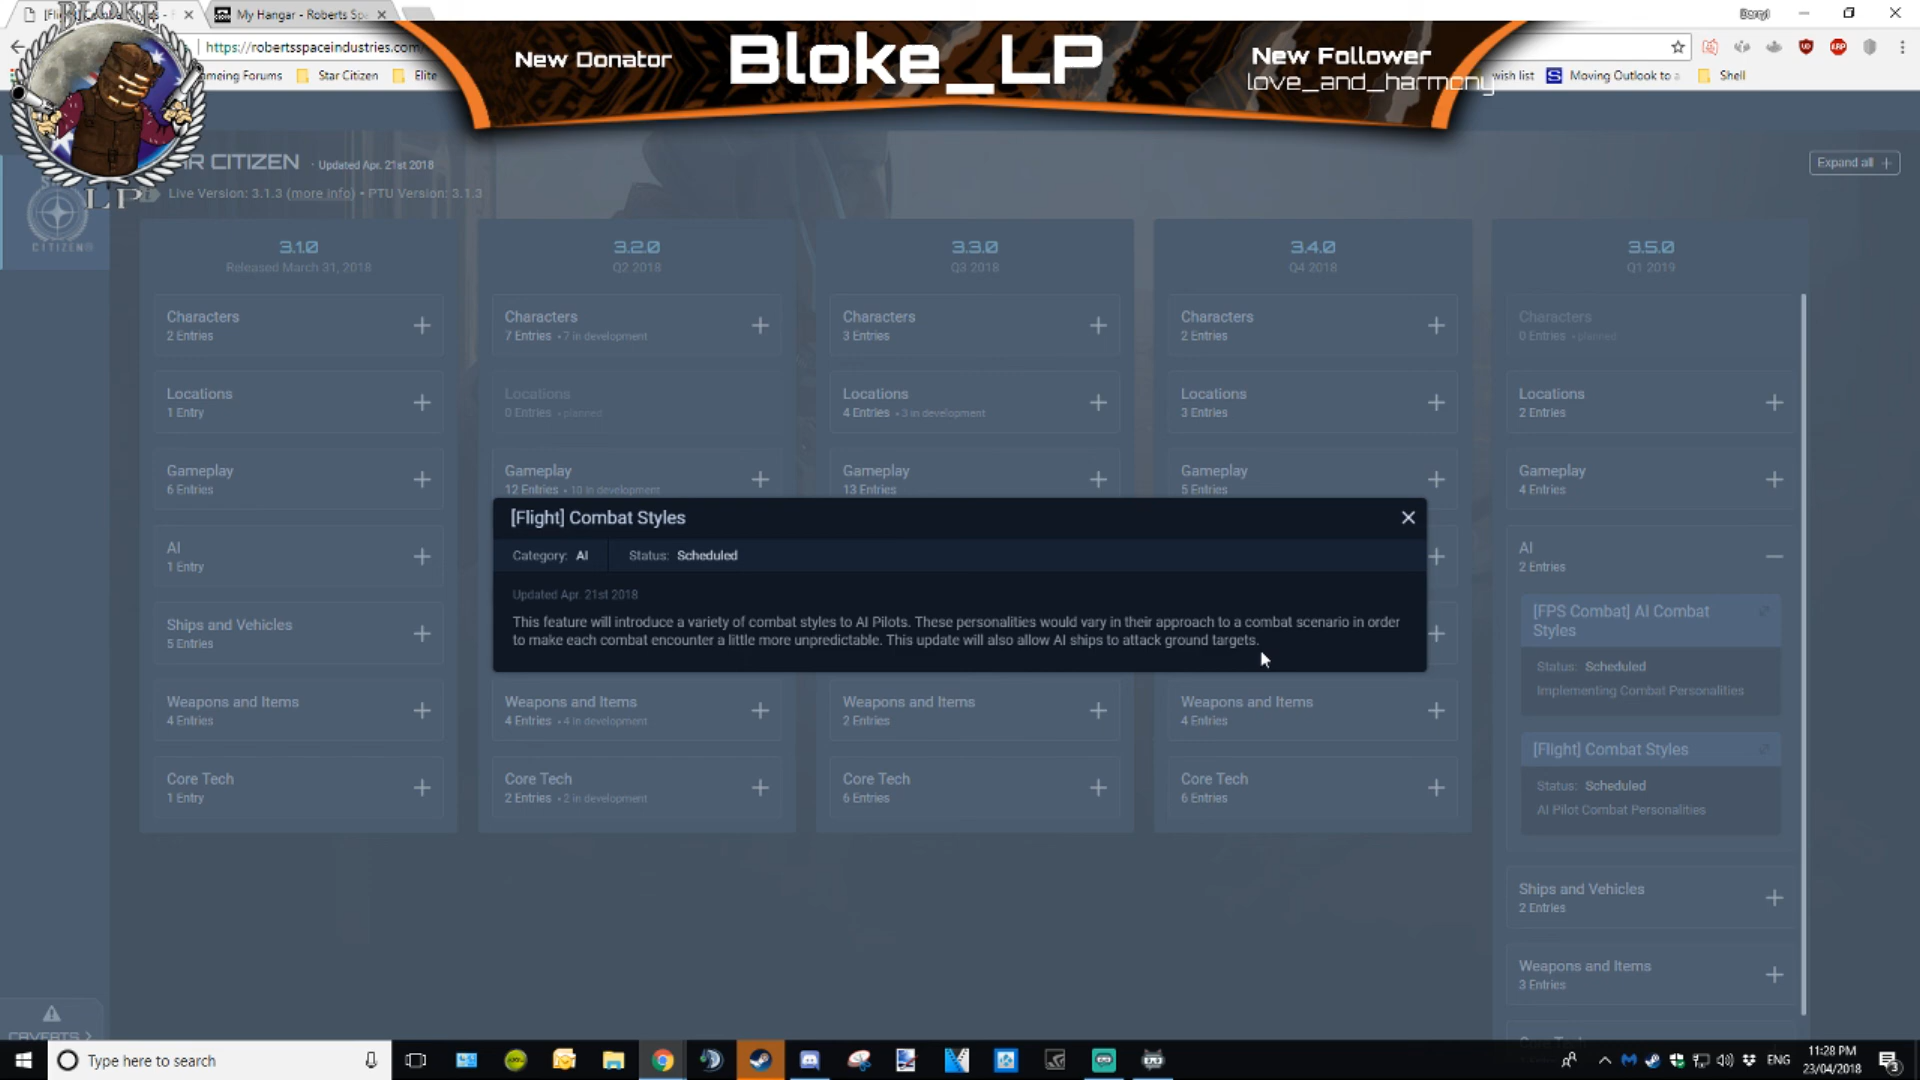 BLOKE
LP
My Hangar - Roberts Spa
Beryl
https://robertsspaceindustries.com
Star Citizen
Elite
wish list
Moving Outlook to a
Shell
New Donator
Bloke_LP
New Follower
love_and_harmony
R CITIZEN • Updated Apr. 21st 2018
Live Version: 3.1.3 (more info) • PTU Version: 3.1.3
Expand all +
CITIZEN
3.1.0
Released March 31, 2018
Characters
2 Entries
Locations
1 Entry
Gameplay
6 Entries
AI
1 Entry
Ships and Vehicles
5 Entries
Weapons and Items
4 Entries
Core Tech
1 Entry
3.2.0
Q2 2018
Characters
7 Entries • 7 in development
Locations
0 Entries • planned
Gameplay
12 Entries • 10 in development
Weapons and Items
4 Entries • 4 in development
Core Tech
2 Entries • 2 in development
3.3.0
Q3 2018
Characters
3 Entries
Locations
4 Entries • 3 in development
Gameplay
13 Entries
Weapons and Items
2 Entries
Core Tech
6 Entries
3.4.0
Q4 2018
Characters
2 Entries
Locations
3 Entries
Gameplay
5 Entries
Weapons and Items
4 Entries
Core Tech
6 Entries
3.5.0
Q1 2019
Characters
0 Entries • planned
Locations
2 Entries
Gameplay
4 Entries
AI
2 Entries
[FPS Combat] AI Combat
Styles
Status: Scheduled
Implementing Combat Personalities
[Flight] Combat Styles
Status: Scheduled
AI Pilot Combat Personalities
Ships and Vehicles
2 Entries
Weapons and Items
3 Entries
[Flight] Combat Styles
Category: AI Status: Scheduled
Updated Apr. 21st 2018
This feature will introduce a variety of combat styles to AI Pilots. These personalities would vary in their approach to a combat scenario in order
to make each combat encounter a little more unpredictable. This update will also allow AI ships to attack ground targets.
Type here to search
ENG
11:28 PM
23/04/2018
3